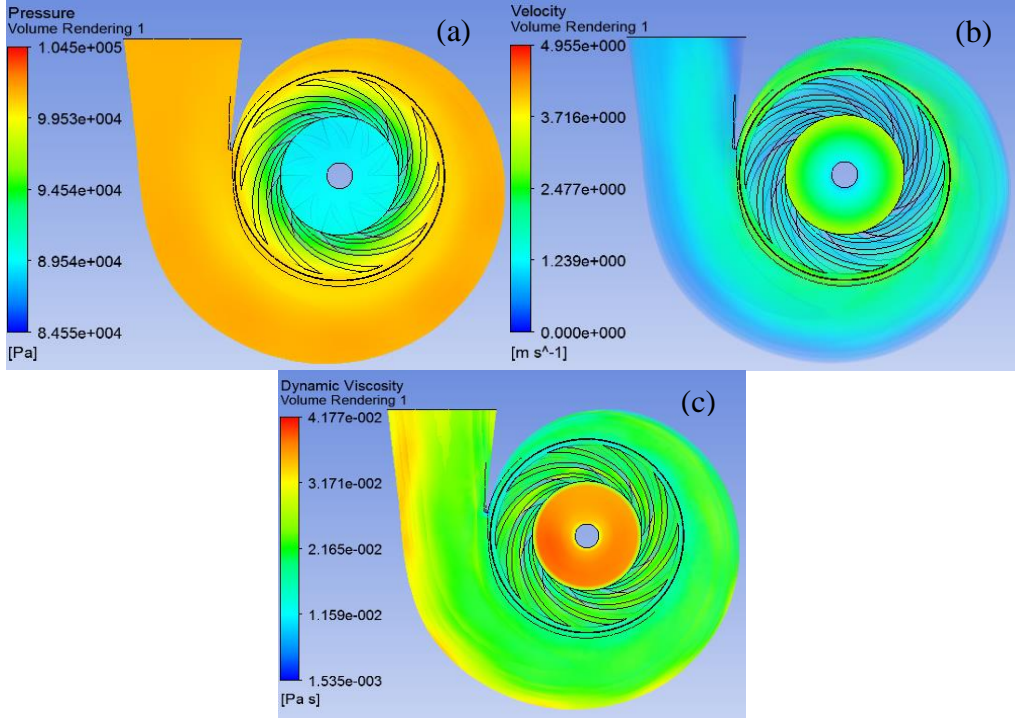 Pressure
Volume Rendering 1
(a)
1.045e+005
9.953e+004
9.454e+004
8.954e+004
8.455e+004
[Pa]
Velocity
Volume Rendering 1
(b)
4.955e+000
3.716e+000
2.477e+000
1.239e+000
0.000e+000
[m s^-1]
Dynamic Viscosity
Volume Rendering 1
(c)
4.177e-002
3.171e-002
2.165e-002
1.159e-002
1.535e-003
[Pa s]